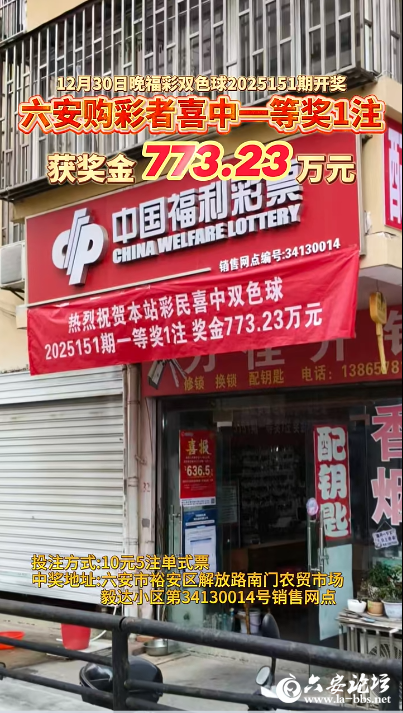 12月30日晚福彩双色球2025151期开奖
六安购彩者喜中一等奖1注
获奖金 773.23 万元
中国福利彩票
CHINA WELFARE LOTTERY
销售网点编号:34130014
热烈祝贺本站彩民喜中双色球
2025151期一等奖1注 奖金773.23万元
修锁 换锁 配钥匙 电话:1386578
喜报
636.5
配钥匙
香烟
投注方式:10元5注单式票
中奖地址:六安市裕安区解放路南门农贸市场
毅达小区第34130014号销售网点
六安论坛
www.la-bbs.net